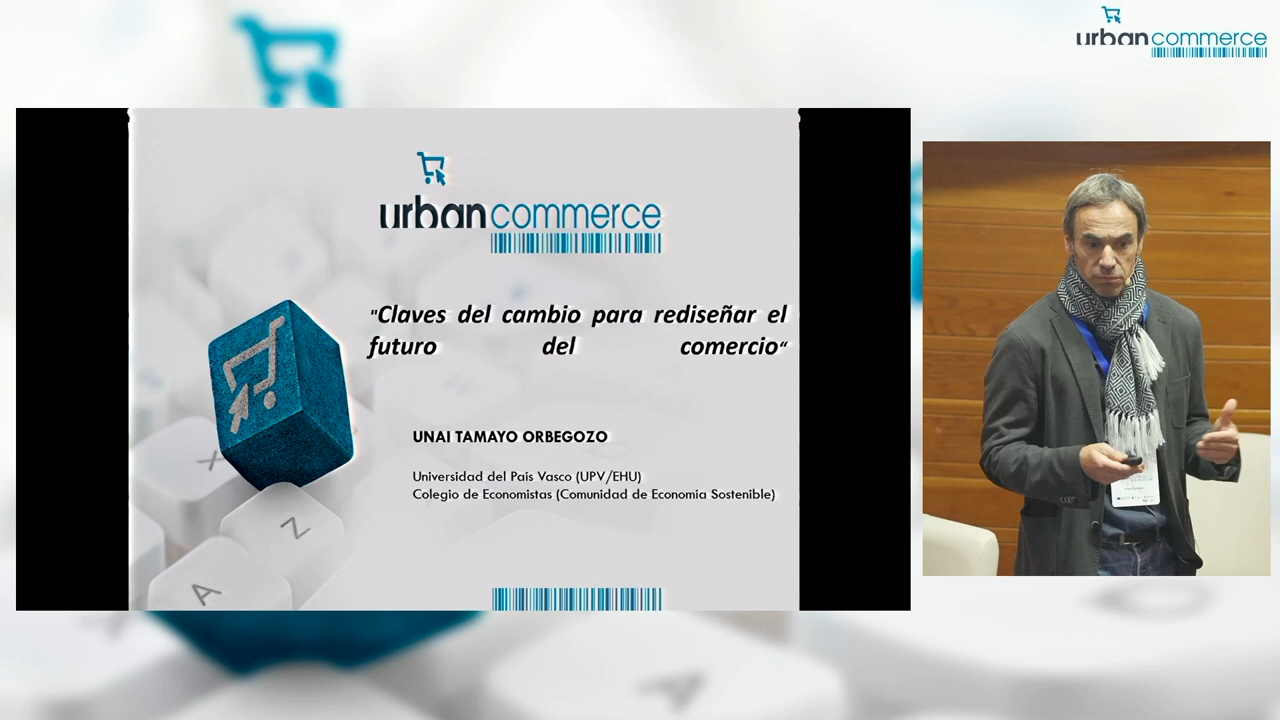 urbancommerce
urbancommerce
"Claves del cambio para rediseñar el
futuro del comercio“
UNAI TAMAYO ORBEGOZO
Universidad del País Vasco (UPV/EHU)
Colegio de Economistas (Comunidad de Economía Sostenible)
X
Z
A